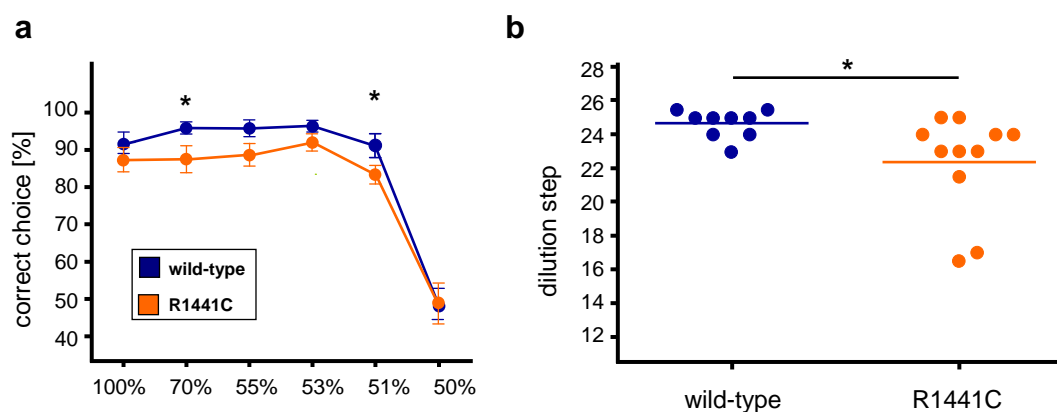 a
correct choice [%]
100
90
80
70
60
50
40
*
*
wild-type
R1441C
100% 70% 55% 53% 51% 50%
b
dilution step
28
26
24
22
20
18
16
14
12
*
wild-type R1441C